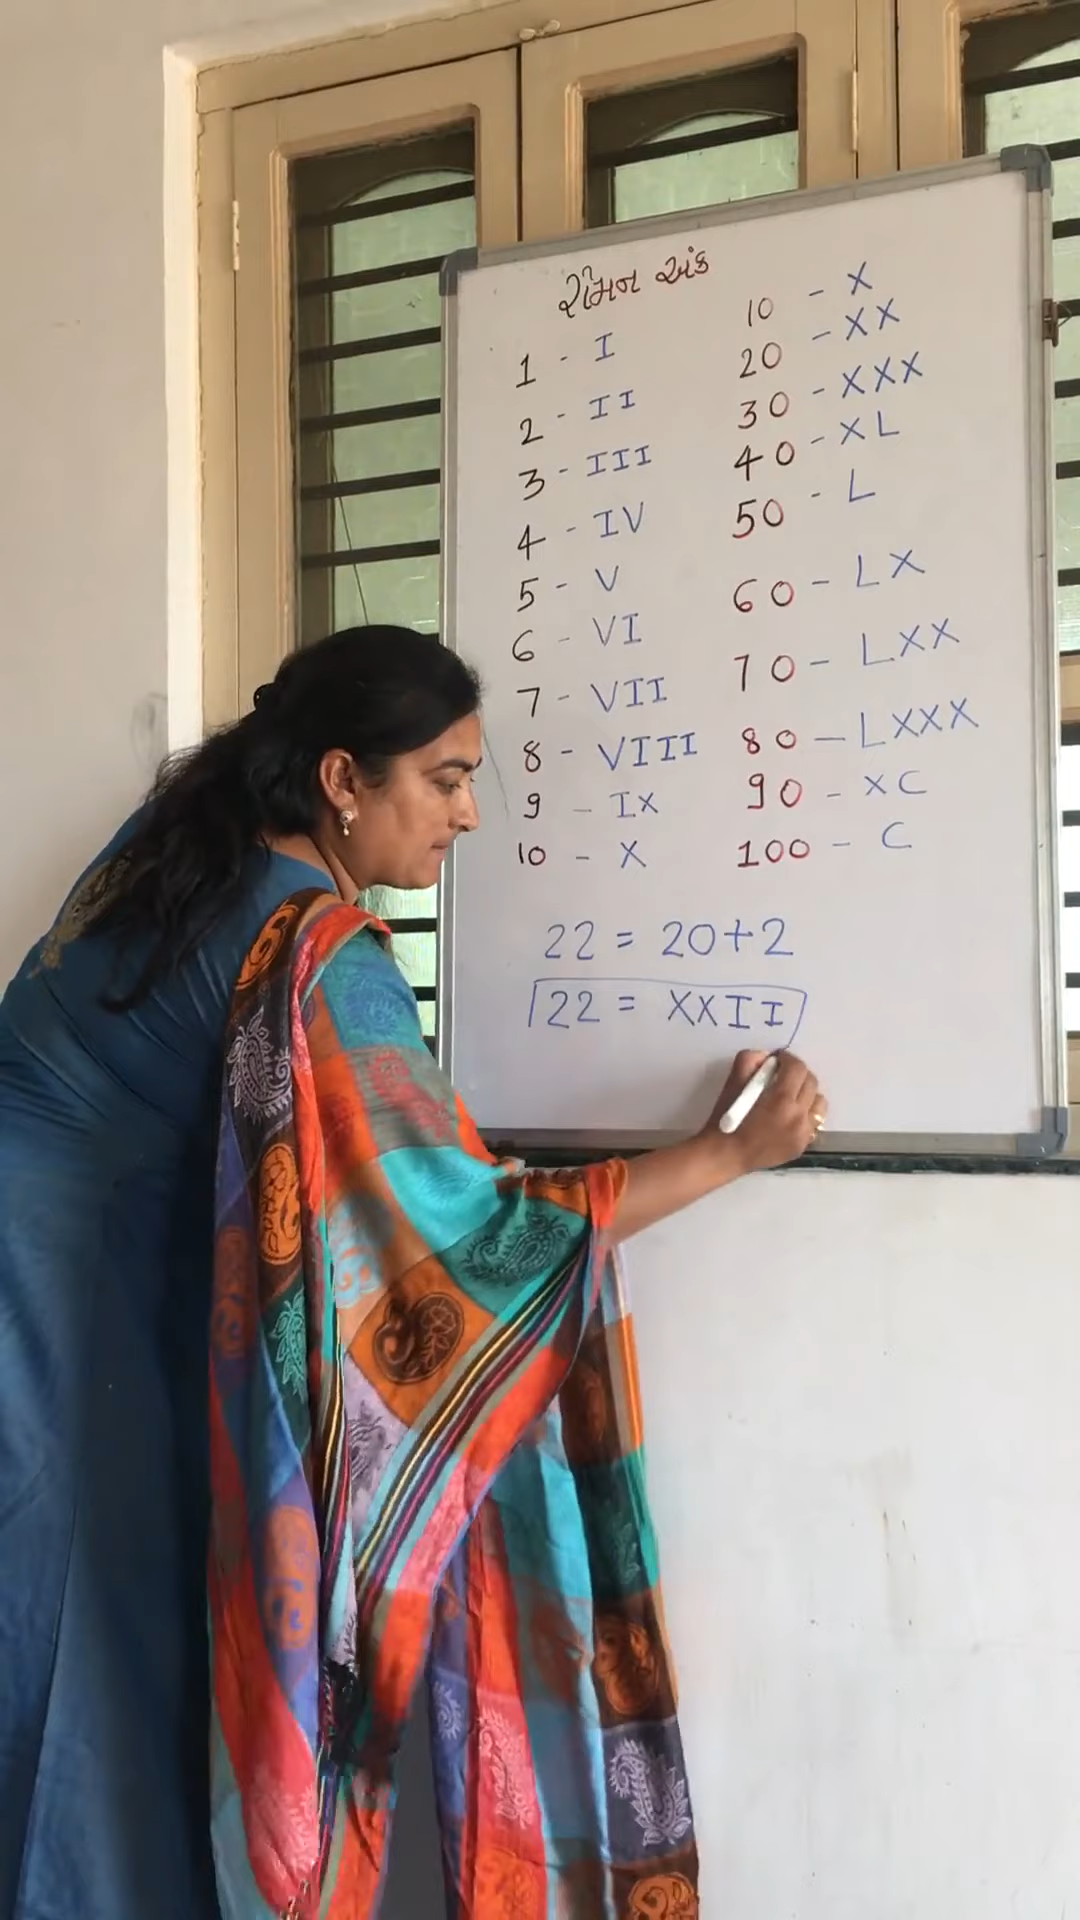 રોમન અંક
1 - I
2 - II
3 - III
4 - IV
5 - V
6 - VI
7 - VII
8 - VIII
9 - IX
10 - X
10 - X
20 - XX
30 - XXX
40 - XL
50 - L
60 - LX
70 - LXX
80 - LXXX
90 - XC
100 - C
22 = 20+2
22 = XXII